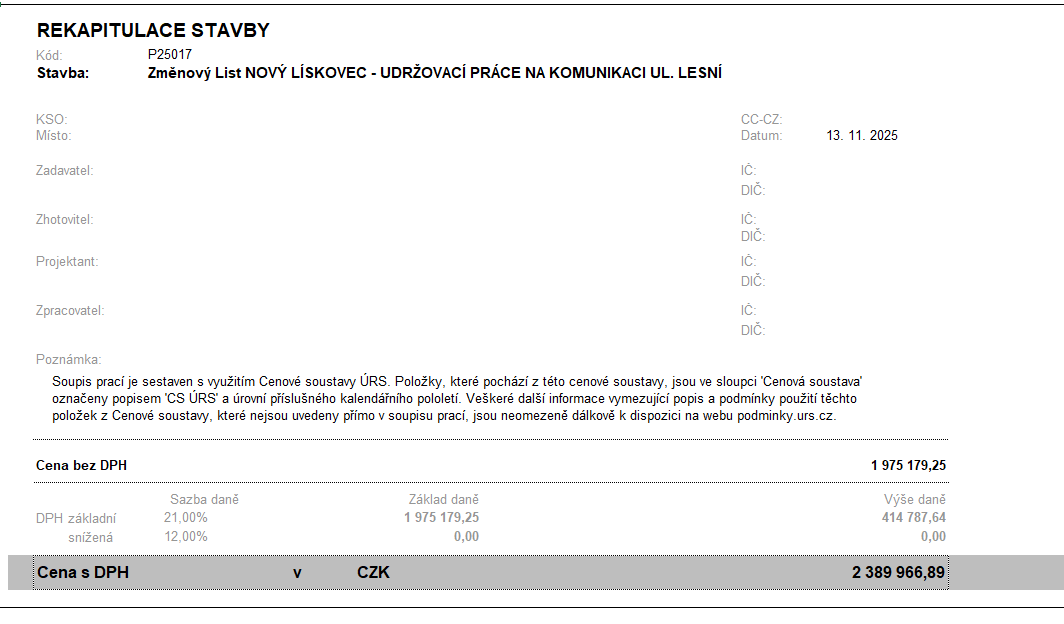 REKAPITULACE STAVBY
Kód: P25017
Stavba: Změnový List NOVÝ LÍSKOVEC - UDRŽOVACÍ PRÁCE NA KOMUNIKACI UL. LESNÍ
KSO: CC-CZ:
Místo: Datum: 13. 11. 2025
Zadavatel: IČ:
DIČ:
Zhotovitel: IČ:
DIČ:
Projektant: IČ:
DIČ:
Zpracovatel: IČ:
DIČ:
Poznámka:
Soupis prací je sestaven s využitím Cenové soustavy ÚRS. Položky, které pochází z této cenové soustavy, jsou ve sloupci 'Cenová soustava'
označeny popisem 'CS ÚRS' a úrovní příslušného kalendářního pololetí. Veškeré další informace vymezující popis a podmínky použití těchto
položek z Cenové soustavy, které nejsou uvedeny přímo v soupisu prací, jsou neomezeně dálkově k dispozici na webu podminky.urs.cz.
Cena bez DPH 1 975 179,25
Sazba daně Základ daně Výše daně
DPH základní 21,00% 1 975 179,25 414 787,64
snížená 12,00% 0,00 0,00
Cena s DPH v CZK 2 389 966,89